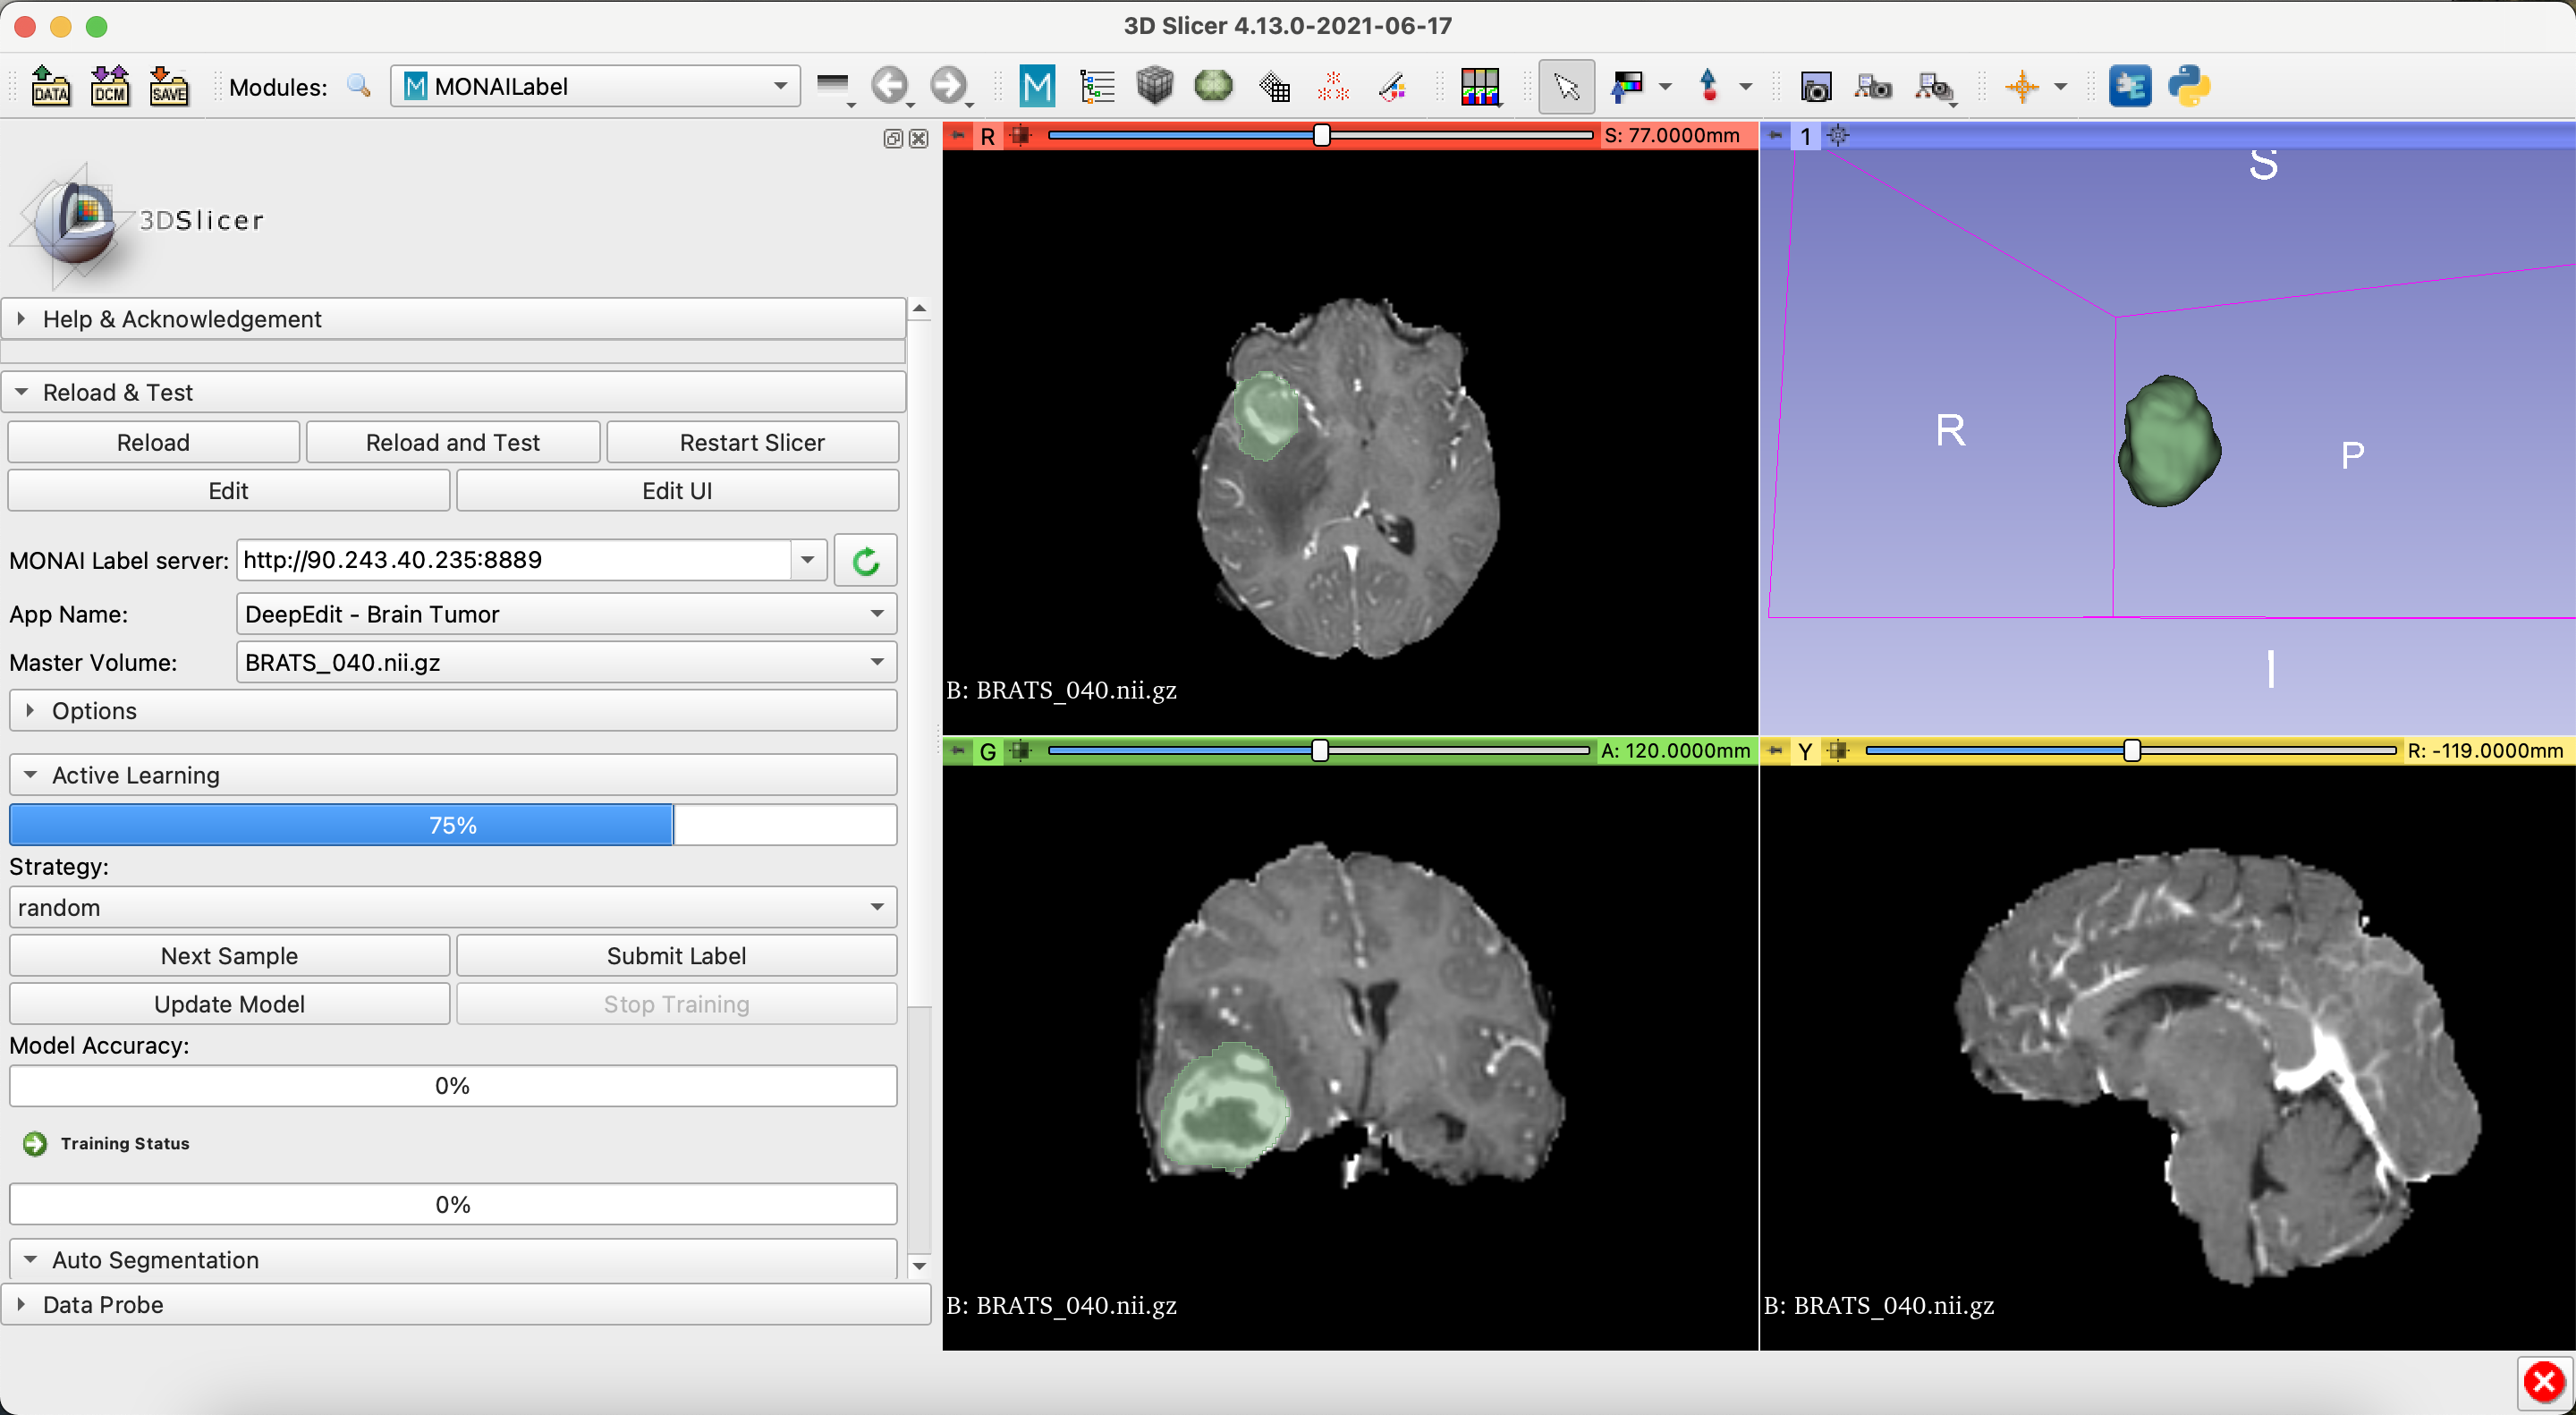 3D Slicer 4.13.0-2021-06-17
DATA DCM SAVE Modules: M MONAILabel M
3DSlicer
Help & Acknowledgement
Reload & Test
Reload Reload and Test Restart Slicer
Edit Edit UI
MONAI Label server: http://90.243.40.235:8889
App Name: DeepEdit - Brain Tumor
Master Volume: BRATS_040.nii.gz
Options
Active Learning
75%
Strategy:
random
Next Sample Submit Label
Update Model Stop Training
Model Accuracy:
0%
Training Status
0%
Auto Segmentation
Data Probe
R S: 77.0000mm
B: BRATS_040.nii.gz
1
S
R P
I
G A: 120.0000mm
B: BRATS_040.nii.gz
Y R: -119.0000mm
B: BRATS_040.nii.gz